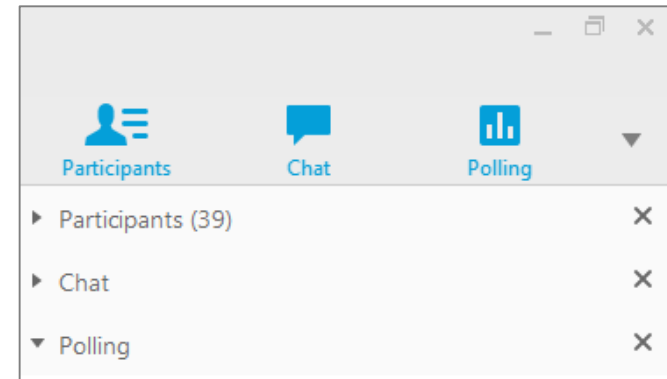 Participants Chat Polling
Participants (39)
Chat
Polling